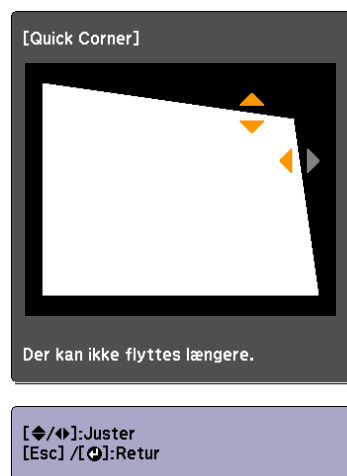 [Quick Corner]
Der kan ikke flyttes længere.
[◆/◆]:Juster
[Esc] /[⏎]:Retur